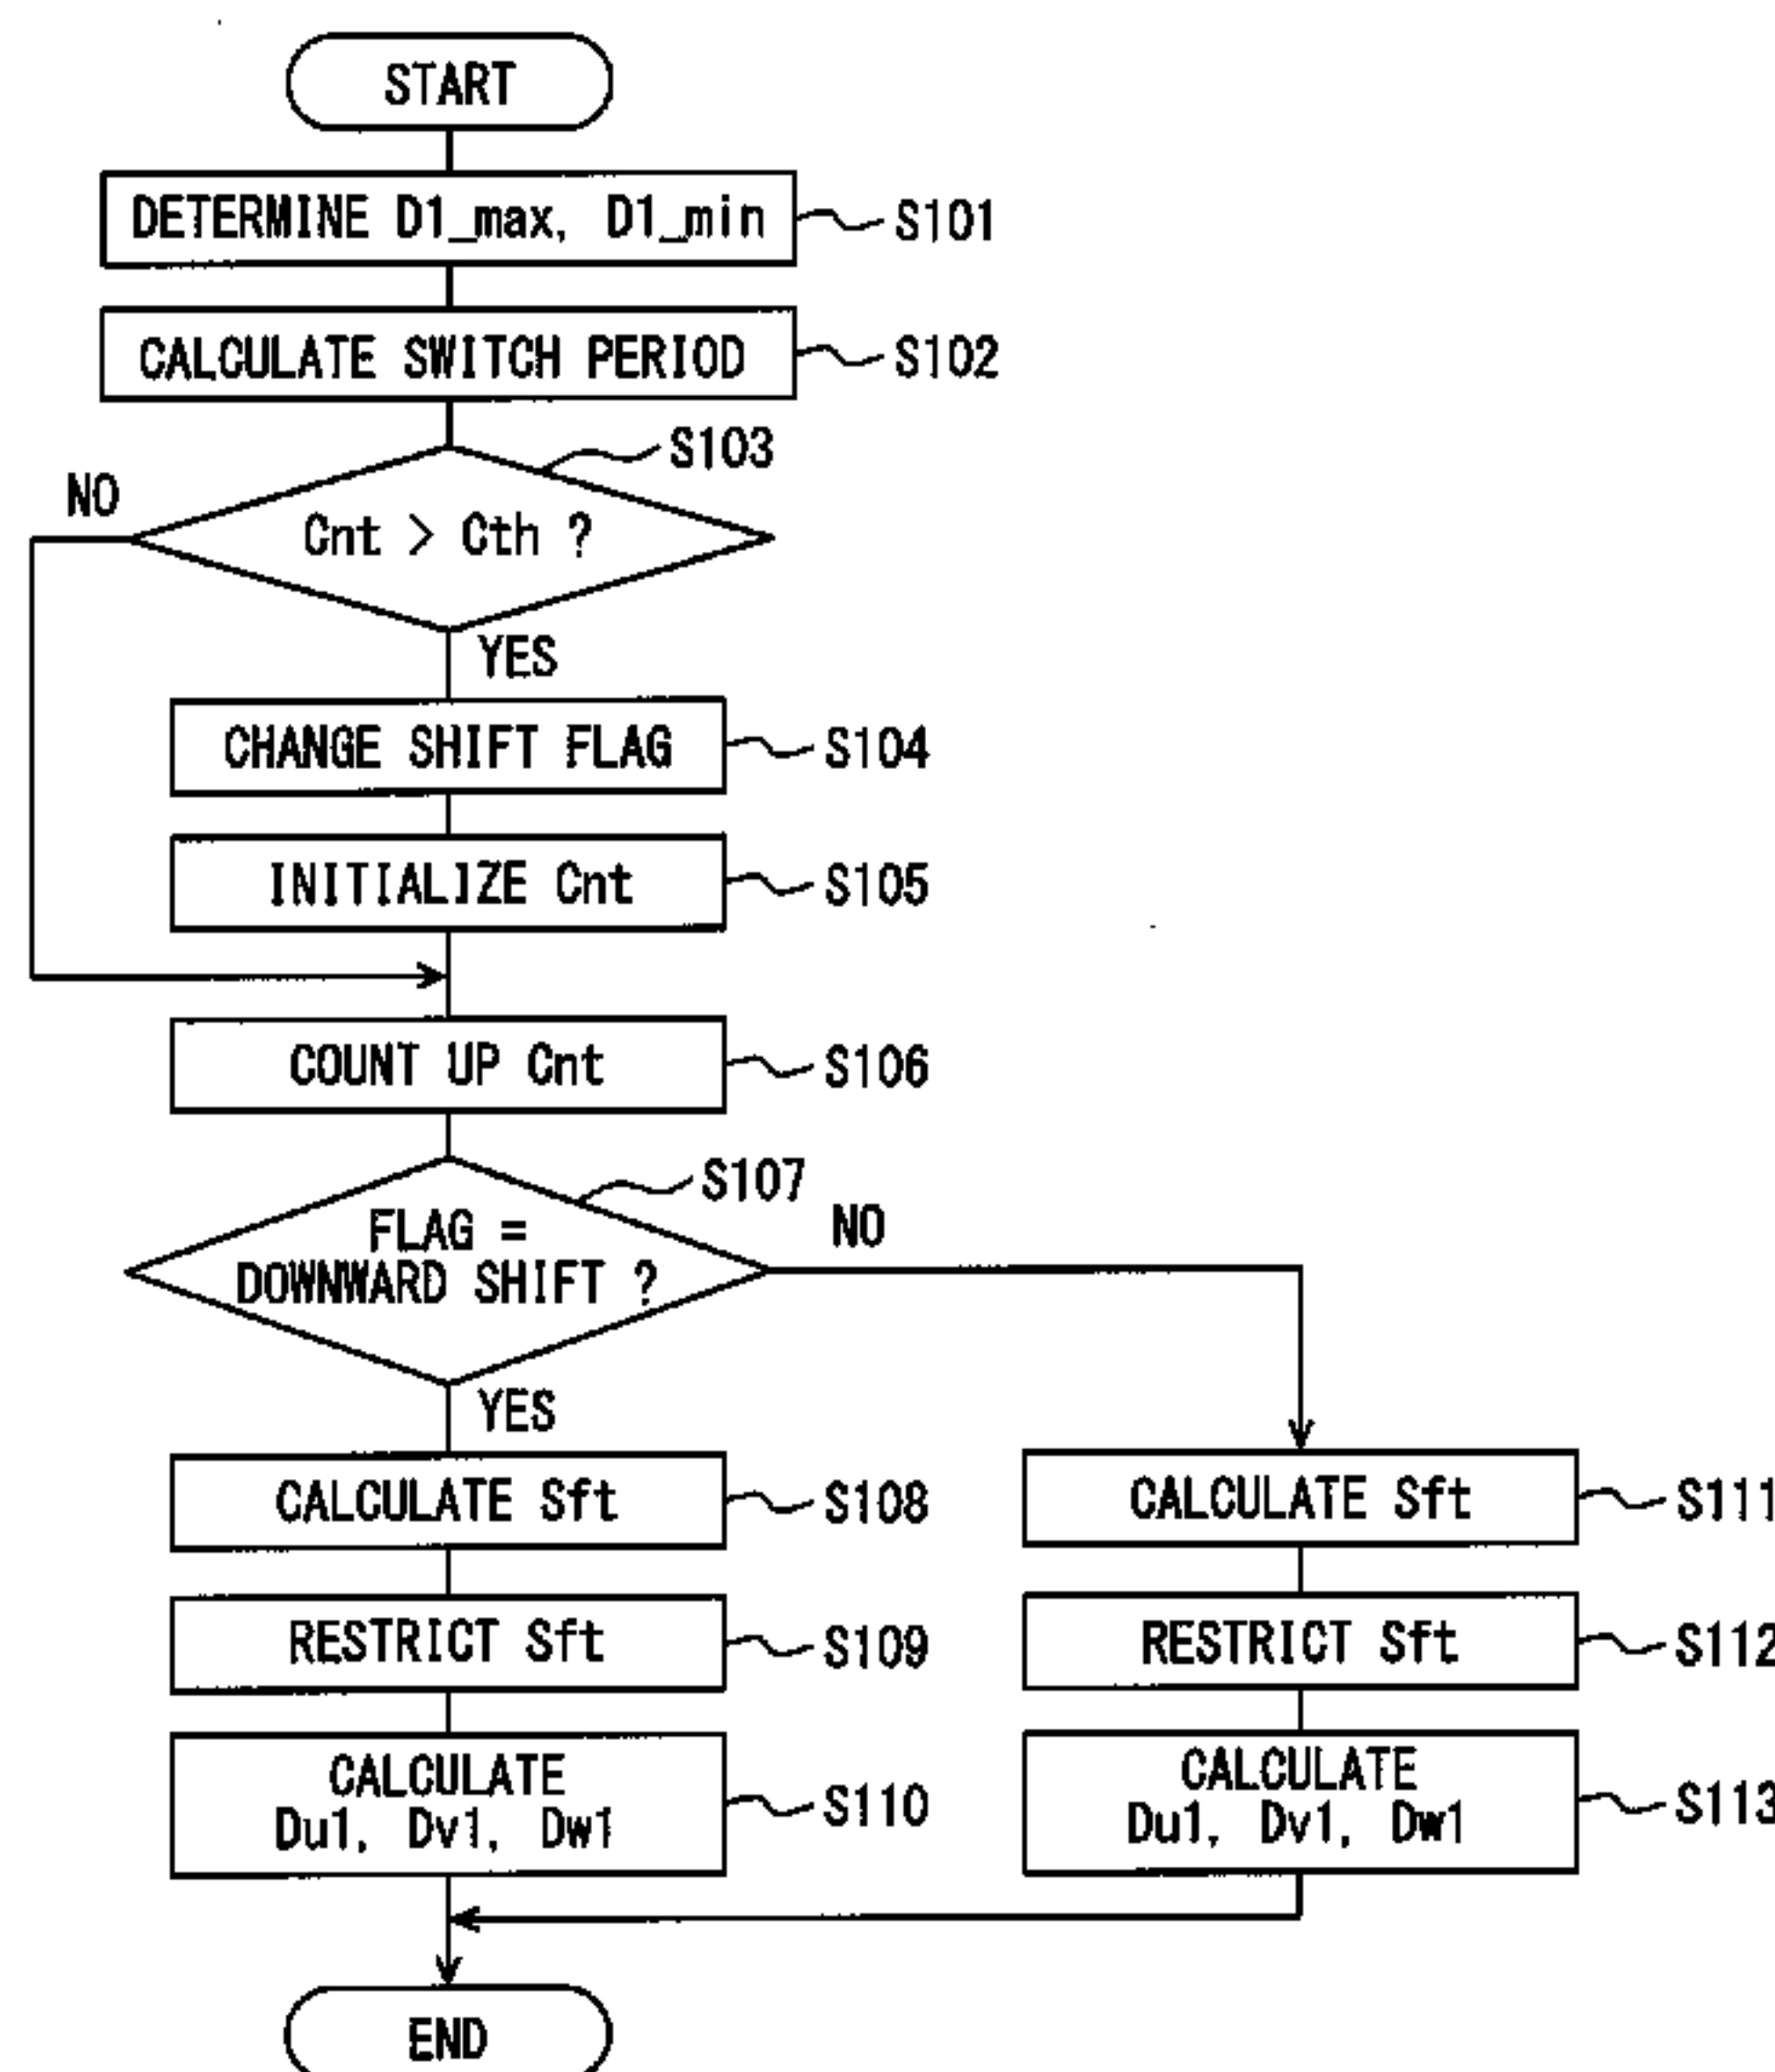 START
DETERMINE D1_max, D1_min
S101
CALCULATE SWITCH PERIOD
S102
S103
NO
Cnt > Cth ?
YES
CHANGE SHIFT FLAG
S104
INITIALIZE Cnt
S105
COUNT UP Cnt
S106
S107
FLAG =
DOWNWARD SHIFT ?
NO
YES
CALCULATE Sft
S108
CALCULATE Sft
S111
RESTRICT Sft
S109
RESTRICT Sft
S112
CALCULATE
Du1, Dv1, Dw1
S110
CALCULATE
Du1, Dv1, Dw1
S113
END